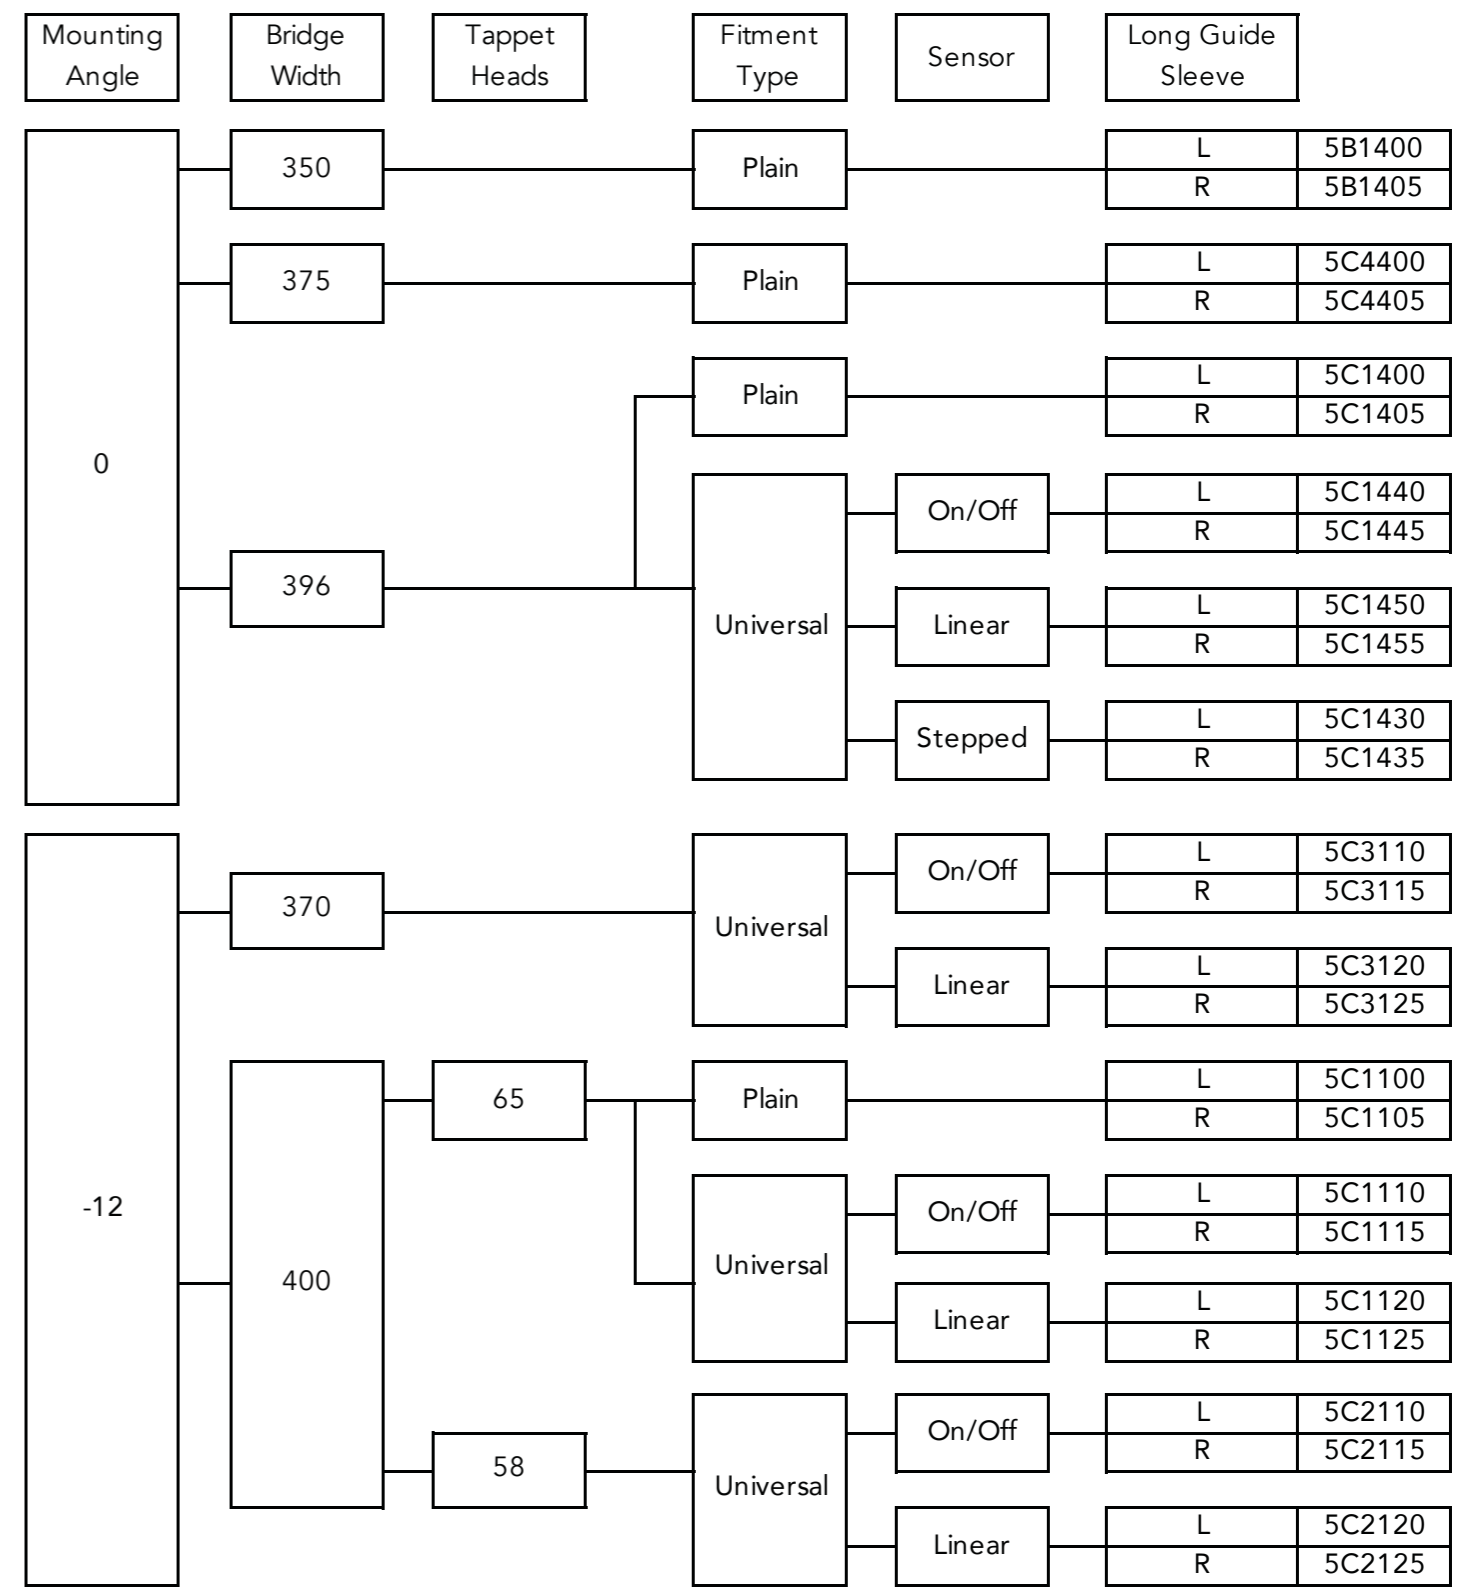 Mounting
Angle
Bridge
Width
Tappet
Heads
Fitment
Type
Sensor
Long Guide
Sleeve
0
350
Plain
L 5B1400
R 5B1405
375
Plain
L 5C4400
R 5C4405
396
Plain
L 5C1400
R 5C1405
Universal
On/Off
L 5C1440
R 5C1445
Linear
L 5C1450
R 5C1455
Stepped
L 5C1430
R 5C1435
-12
370
Universal
On/Off
L 5C3110
R 5C3115
Linear
L 5C3120
R 5C3125
400
65
Plain
L 5C1100
R 5C1105
Universal
On/Off
L 5C1110
R 5C1115
Linear
L 5C1120
R 5C1125
58
Universal
On/Off
L 5C2110
R 5C2115
Linear
L 5C2120
R 5C2125